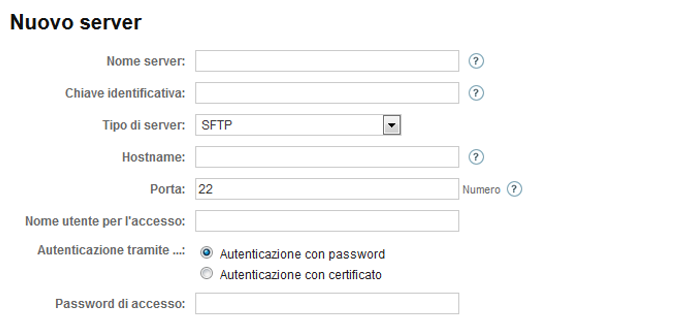 Nuovo server
Nome server: ?
Chiave identificativa: ?
Tipo di server: SFTP
Hostname: ?
Porta: 22 Numero ?
Nome utente per l'accesso:
Autenticazione tramite ...: Autenticazione con password
Autenticazione con certificato
Password di accesso: